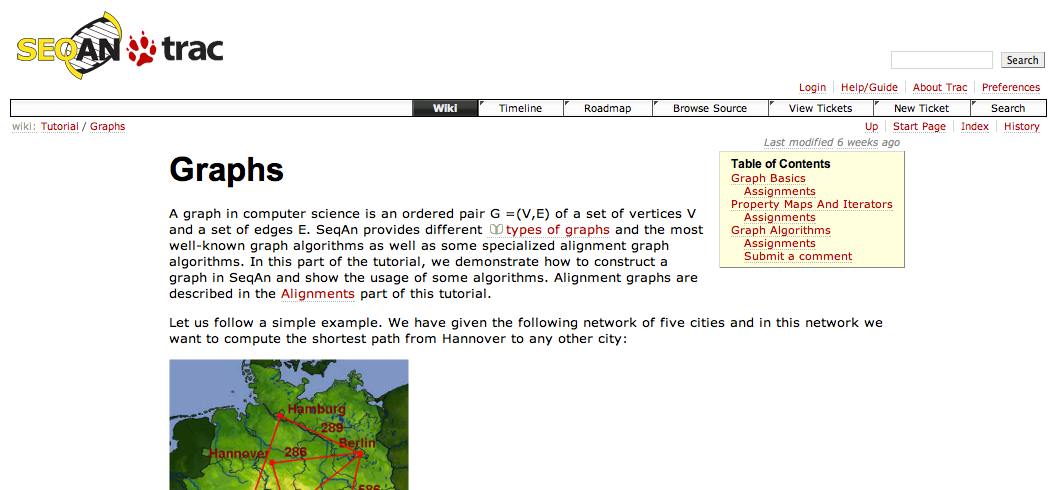 SEQAN trac
Search
Login Help/Guide About Trac Preferences
Wiki Timeline Roadmap Browse Source View Tickets New Ticket Search
wiki: Tutorial / Graphs
Up Start Page Index History
Last modified 6 weeks ago
Graphs
Table of Contents
Graph Basics
Assignments
Property Maps And Iterators
Assignments
Graph Algorithms
Assignments
Submit a comment
A graph in computer science is an ordered pair G =(V,E) of a set of vertices V
and a set of edges E. SeqAn provides different types of graphs and the most
well-known graph algorithms as well as some specialized alignment graph
algorithms. In this part of the tutorial, we demonstrate how to construct a
graph in SeqAn and show the usage of some algorithms. Alignment graphs are
described in the Alignments part of this tutorial.
Let us follow a simple example. We have given the following network of five cities and in this network we
want to compute the shortest path from Hannover to any other city:
Hamburg
289
Berlin
Hannover 286
586